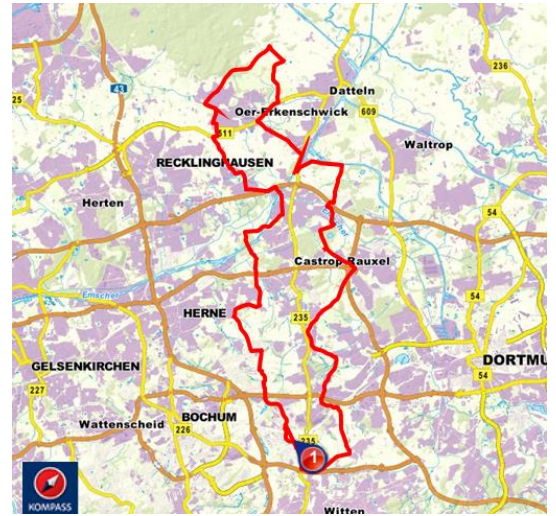 43
236
25
Datteln
Oer-Erkenschwick
609
511
Waltrop
RECKLINGHAUSEN
Herten
54
Emscher
Castrop-Rauxel
Emscher
HERNE
235
GELSENKIRCHEN
DORTMU
227
54
BOCHUM
Wattenscheid
226
235
1
KOMPASS
Witten